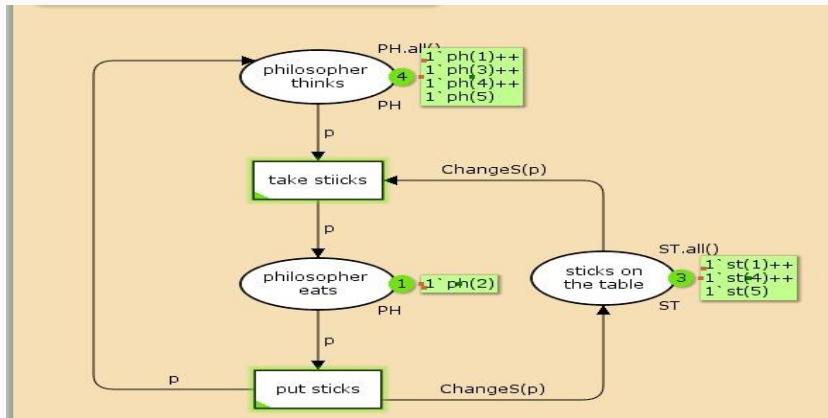 PH.all()
philosopher
thinks
4
1`ph(1)++
1`ph(3)++
1`ph(4)++
1`ph(5)
PH
p
take stiicks
ChangeS(p)
p
philosopher
eats
1
1`ph(2)
PH
ST.all()
sticks on
the table
3
1`st(1)++
1`st(4)++
1`st(5)
ST
p
p
put sticks
ChangeS(p)